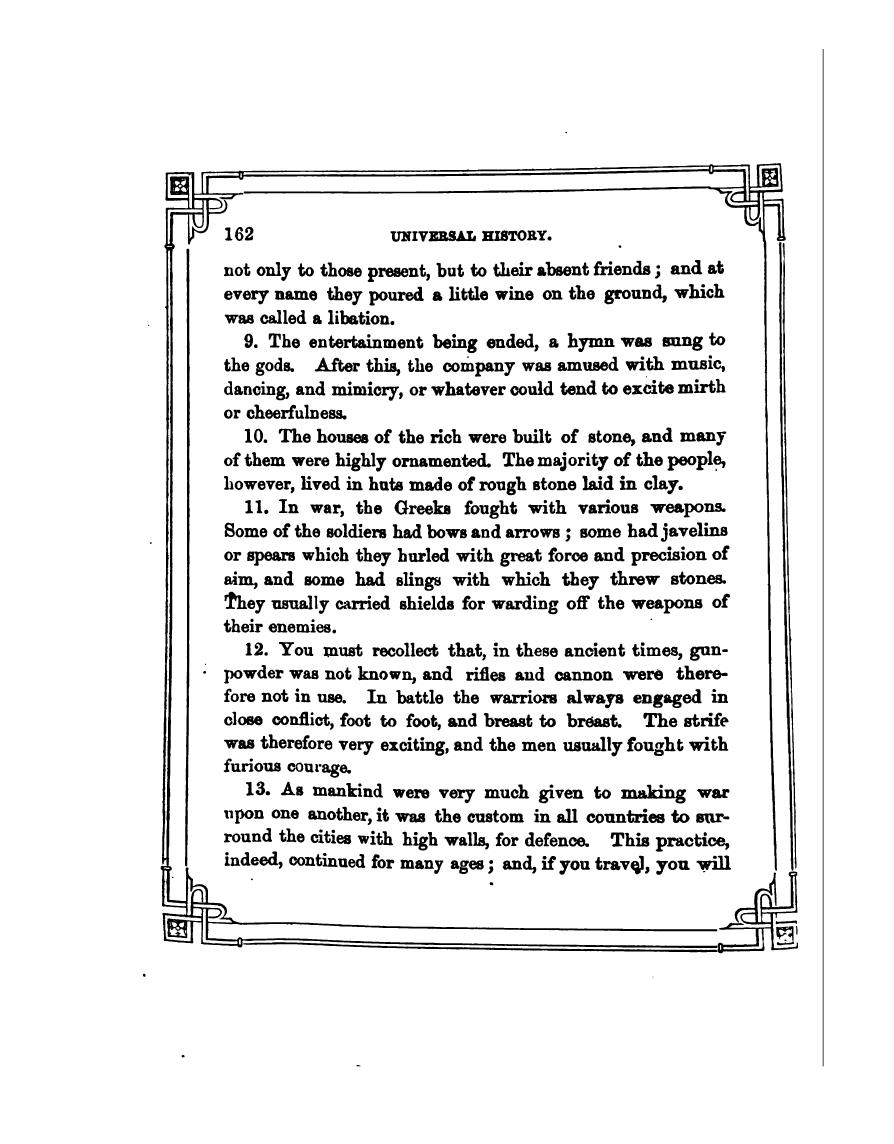 162 UNIVERSAL HISTORY.
not only to those present, but to their absent friends; and at
every name they poured a little wine on the ground, which
was called a libation.
9. The entertainment being ended, a hymn was sung to
the gods. After this, the company was amused with music,
dancing, and mimicry, or whatever could tend to excite mirth
or cheerfulness.
10. The houses of the rich were built of stone, and many
of them were highly ornamented. The majority of the people,
however, lived in huts made of rough stone laid in clay.
11. In war, the Greeks fought with various weapons.
Some of the soldiers had bows and arrows; some had javelins
or spears which they hurled with great force and precision of
aim, and some had slings with which they threw stones.
They usually carried shields for warding off the weapons of
their enemies.
12. You must recollect that, in these ancient times, gun-
powder was not known, and rifles and cannon were there-
fore not in use. In battle the warriors always engaged in
close conflict, foot to foot, and breast to breast. The strife
was therefore very exciting, and the men usually fought with
furious courage.
13. As mankind were very much given to making war
upon one another, it was the custom in all countries to sur-
round the cities with high walls, for defence. This practice,
indeed, continued for many ages; and, if you travel, you will